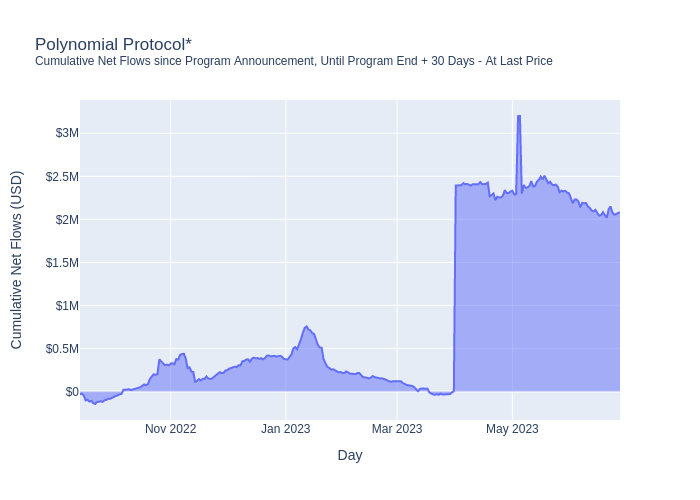 Polynomial Protocol*
Cumulative Net Flows since Program Announcement, Until Program End + 30 Days - At Last Price
$3M
$2.5M
$2M
$1.5M
$1M
$0.5M
$0
Cumulative Net Flows (USD)
Nov 2022
Jan 2023
Mar 2023
May 2023
Day